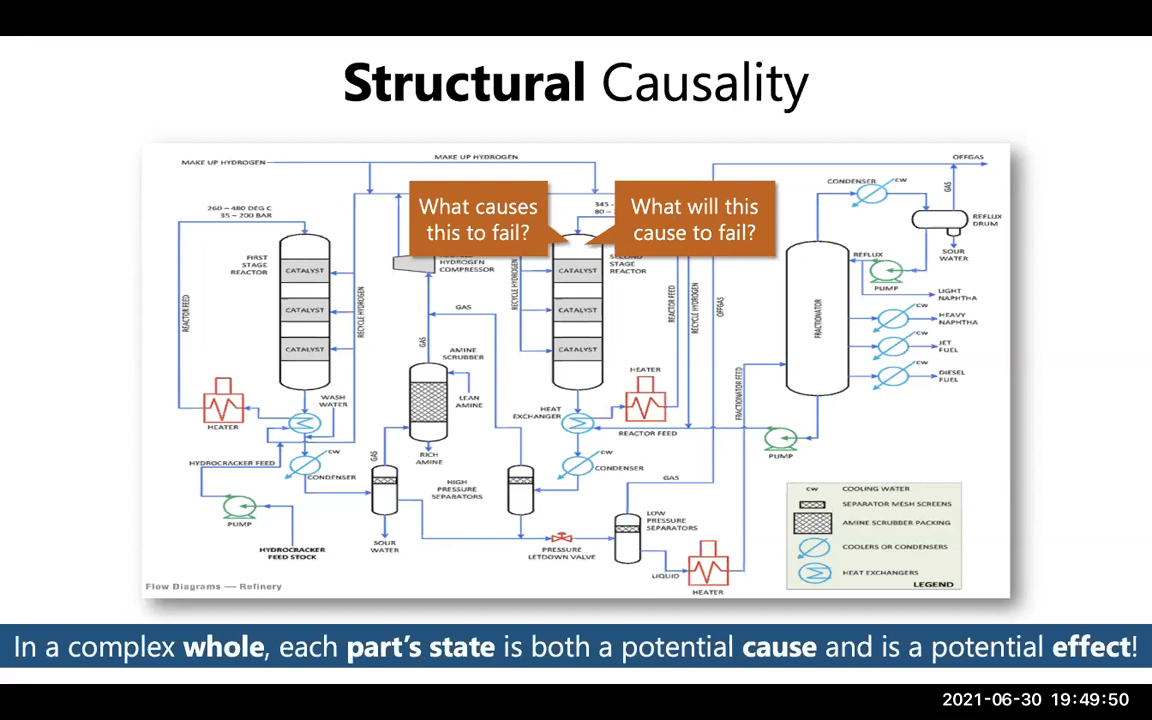 Structural Causality
MAKE UP HYDROGEN
MAKE UP HYDROGEN
OFFGAS
CONDENSER
CW
GAS
REFLUX
DRUM
SOUR
WATER
260 – 480 DEG C
35 – 200 BAR
345 -
80 –
What causes
this to fail?
What will this
cause to fail?
FIRST
STAGE
REACTOR
CATALYST
CATALYST
CATALYST
REACTOR FEED
RECYCLE HYDROGEN
HYDROGEN
COMPRESSOR
GAS
GAS
RECYCLE HYDROGEN
SECOND
STAGE
REACTOR
CATALYST
CATALYST
CATALYST
REACTOR FEED
RECYCLE HYDROGEN
OFFGAS
FRACTIONATOR
REFLUX
PUMP
LIGHT
NAPHTHA
CW
HEAVY
NAPHTHA
CW
JET
FUEL
CW
DIESEL
FUEL
AMINE
SCRUBBER
LEAN
AMINE
RICH
AMINE
HEATER
WASH
WATER
HEATER
HEAT
EXCHANGER
REACTOR FEED
FRACTIONATOR FEED
PUMP
HYDROCRACKER FEED
CW
CONDENSER
GAS
HIGH
PRESSURE
SEPARATORS
CW
CONDENSER
GAS
PUMP
HYDROCRACKER
FEED STOCK
SOUR
WATER
PRESSURE
LETDOWN VALVE
LOW
PRESSURE
SEPARATORS
LIQUID
HEATER
CW COOLING WATER
SEPARATOR MESH SCREENS
AMINE SCRUBBER PACKING
COOLERS OR CONDENSERS
HEAT EXCHANGERS
LEGEND
Flow Diagrams — Refinery
In a complex whole, each part's state is both a potential cause and is a potential effect!
2021-06-30 19:49:50